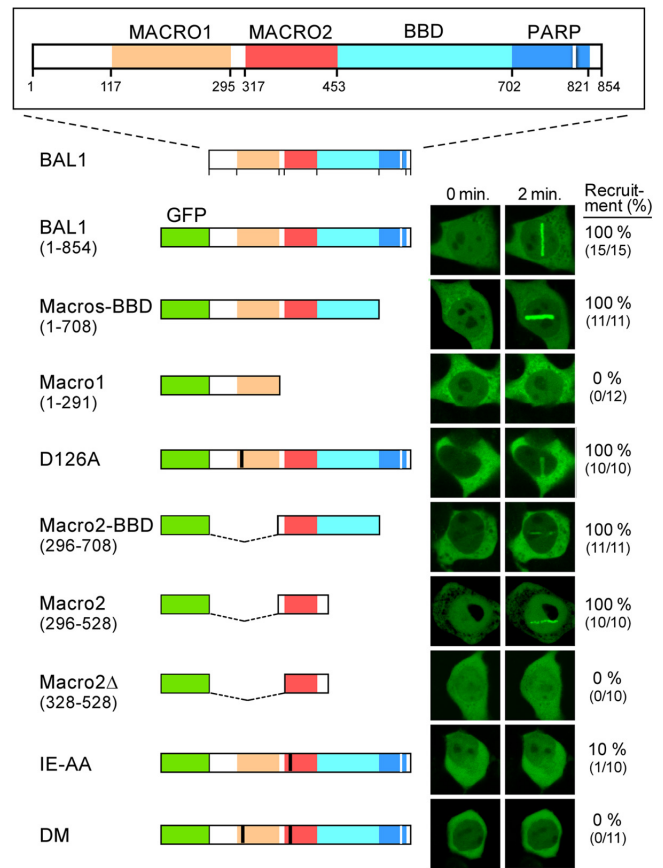 MACRO1 MACRO2 BBD PARP
1 117 295 317 453 702 821 854
BAL1
0 min. 2 min. Recruit-
ment (%)
GFP
BAL1
(1-854)
100 %
(15/15)
Macros-BBD
(1-708)
100 %
(11/11)
Macro1
(1-291)
0 %
(0/12)
D126A
100 %
(10/10)
Macro2-BBD
(296-708)
100 %
(11/11)
Macro2
(296-528)
100 %
(10/10)
Macro2Δ
(328-528)
0 %
(0/10)
IE-AA
10 %
(1/10)
DM
0 %
(0/11)